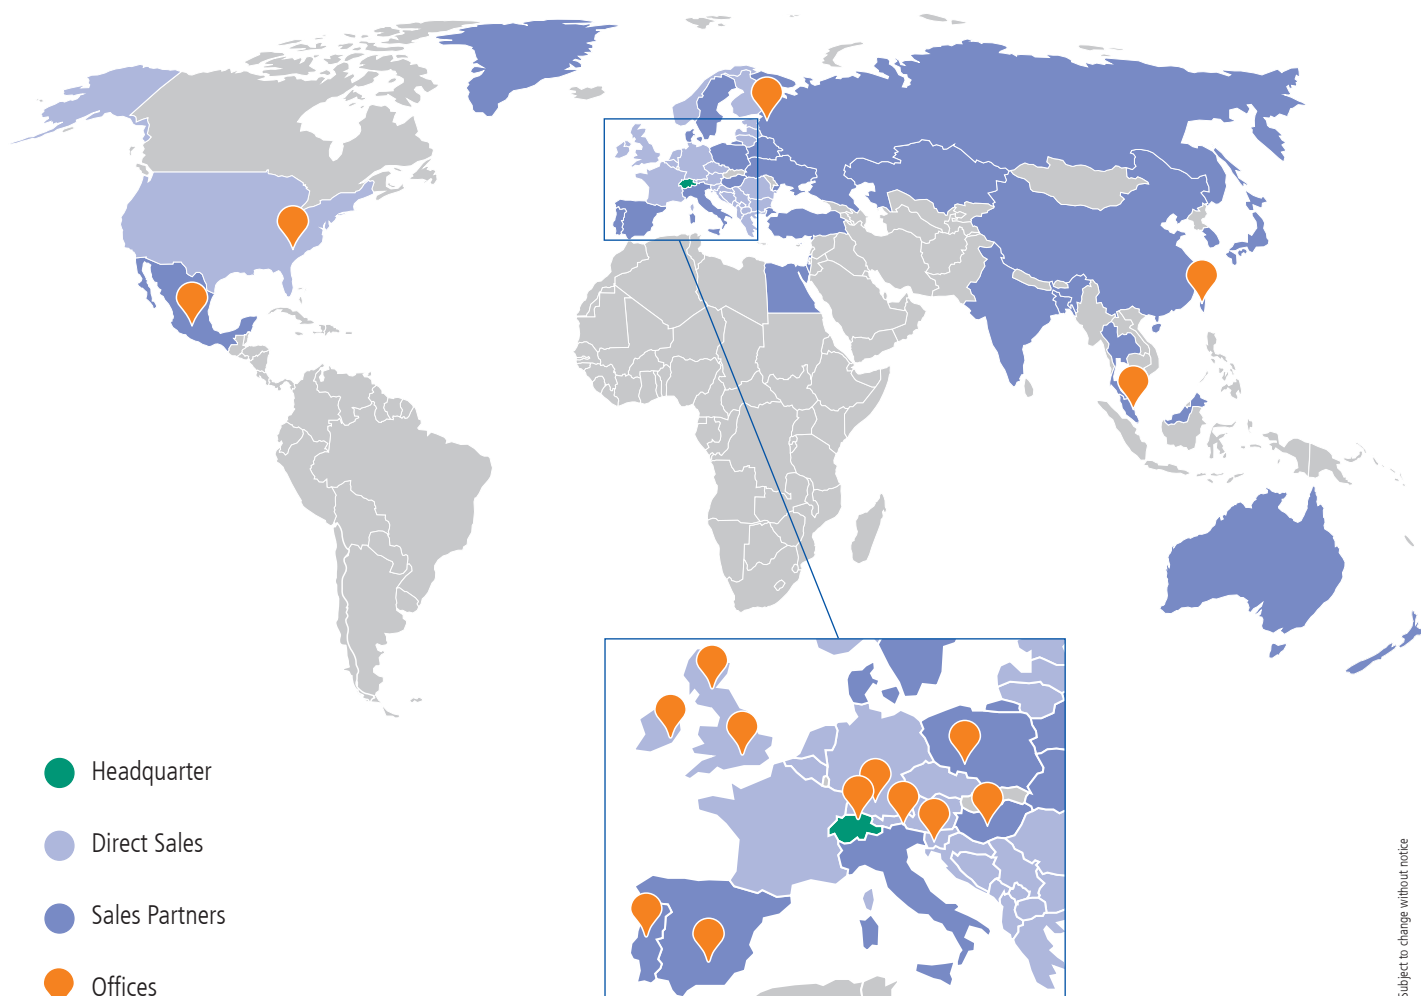 Headquarter
Direct Sales
Sales Partners
Offices
Subject to change without notice